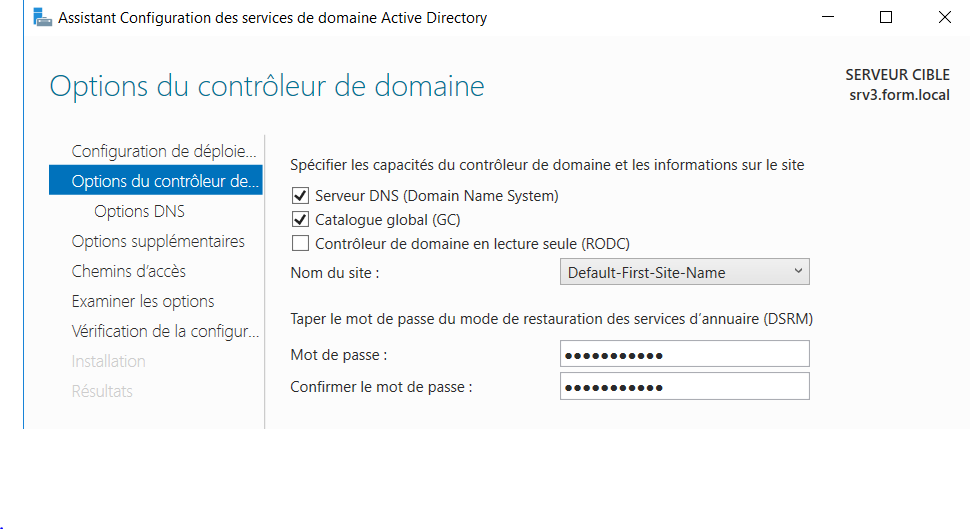 Assistant Configuration des services de domaine Active Directory
Options du contrôleur de domaine
SERVEUR CIBLE
srv3.form.local
Configuration de déploie...
Options du contrôleur de...
Options DNS
Options supplémentaires
Chemins d'accès
Examiner les options
Vérification de la configur...
Installation
Résultats
Spécifier les capacités du contrôleur de domaine et les informations sur le site
Serveur DNS (Domain Name System)
Catalogue global (GC)
Contrôleur de domaine en lecture seule (RODC)
Nom du site : Default-First-Site-Name
Taper le mot de passe du mode de restauration des services d'annuaire (DSRM)
Mot de passe : ●●●●●●●●●●●
Confirmer le mot de passe : ●●●●●●●●●●●